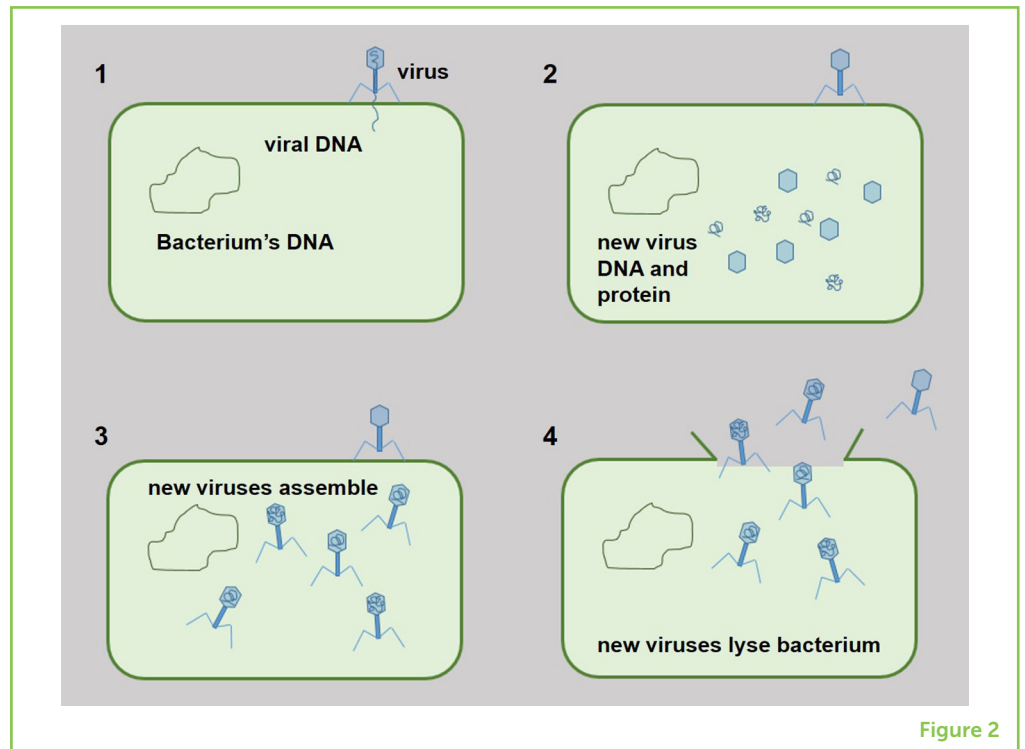 1
virus
viral DNA
Bacterium's DNA
2
new virus
DNA and
protein
3
new viruses assemble
4
new viruses lyse bacterium
Figure 2